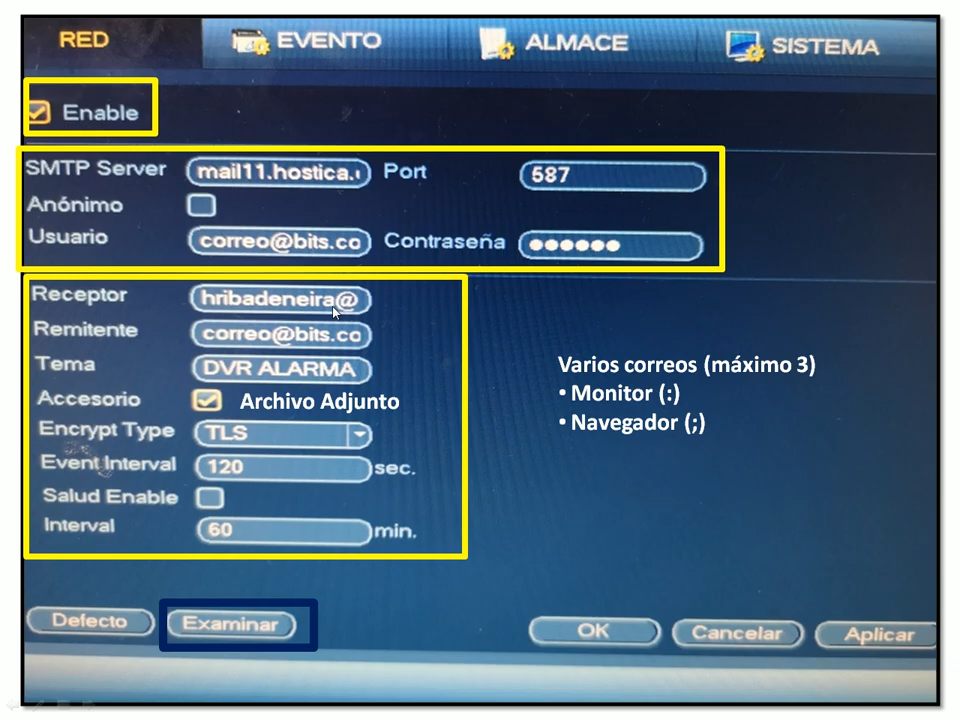 RED EVENTO ALMACE SISTEMA
Enable
SMTP Server mail11.hostica. Port 587
Anónimo
Usuario correo@bits.co Contraseña ●●●●●●
Receptor hribadeneira@
Remitente correo@bits.co
Tema DVR ALARMA
Accesorio Archivo Adjunto
Encrypt Type TLS
Event Interval 120 sec.
Salud Enable
Interval 60 min.
Varios correos (máximo 3)
• Monitor (:)
• Navegador (;)
Defecto Examinar OK Cancelar Aplicar